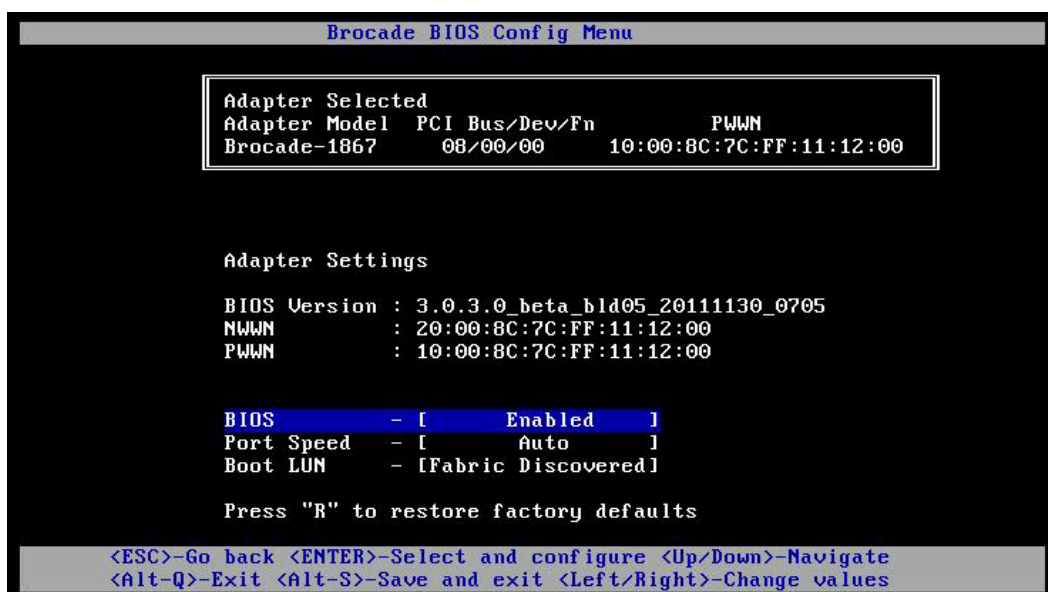 Brocade BIOS Config Menu
Adapter Selected
Adapter Model PCI Bus/Dev/Fn PWWN
Brocade-1867 08/00/00 10:00:8C:7C:FF:11:12:00
Adapter Settings
BIOS Version : 3.0.3.0_beta_bld05_20111130_0705
NWWN : 20:00:8C:7C:FF:11:12:00
PWWN : 10:00:8C:7C:FF:11:12:00
BIOS - [ Enabled ]
Port Speed - [ Auto ]
Boot LUN - [Fabric Discovered]
Press "R" to restore factory defaults
<ESC>-Go back <ENTER>-Select and configure <Up/Down>-Navigate
<Alt-Q>-Exit <Alt-S>-Save and exit <Left/Right>-Change values